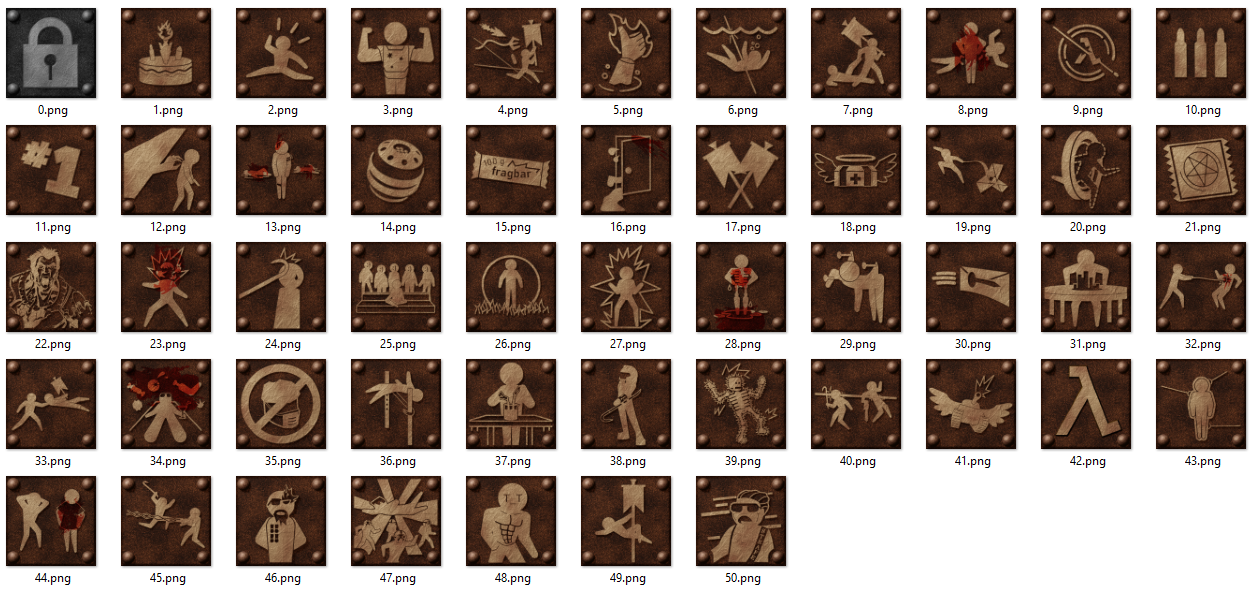 0.png 1.png 2.png 3.png 4.png 5.png 6.png 7.png 8.png 9.png 10.png
#1
100.0
fragbar
11.png 12.png 13.png 14.png 15.png 16.png 17.png 18.png 19.png 20.png 21.png
22.png 23.png 24.png 25.png 26.png 27.png 28.png 29.png 30.png 31.png 32.png
λ
33.png 34.png 35.png 36.png 37.png 38.png 39.png 40.png 41.png 42.png 43.png
44.png 45.png 46.png 47.png 48.png 49.png 50.png